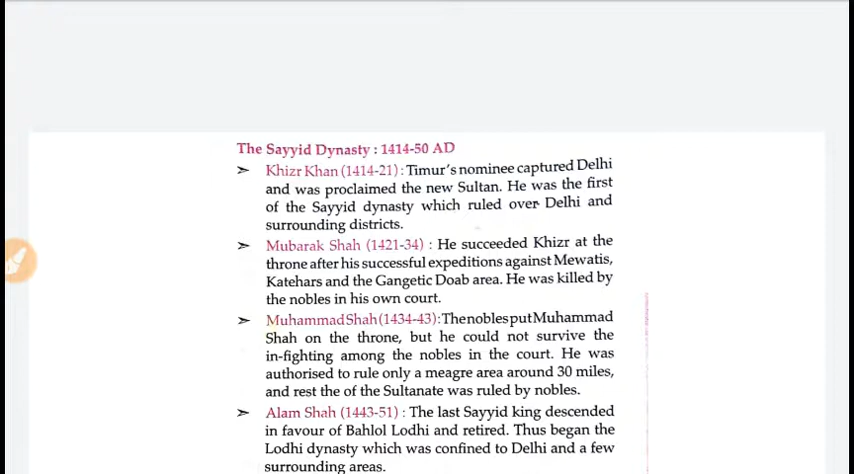 The Sayyid Dynasty : 1414-50 AD
➢ Khizr Khan (1414-21) : Timur's nominee captured Delhi
and was proclaimed the new Sultan. He was the first
of the Sayyid dynasty which ruled over Delhi and
surrounding districts.
➢ Mubarak Shah (1421-34) : He succeeded Khizr at the
throne after his successful expeditions against Mewatis,
Katehars and the Gangetic Doab area. He was killed by
the nobles in his own court.
➢ Muhammad Shah (1434-43) : The nobles put Muhammad
Shah on the throne, but he could not survive the
in-fighting among the nobles in the court. He was
authorised to rule only a meagre area around 30 miles,
and rest the of the Sultanate was ruled by nobles.
➢ Alam Shah (1443-51) : The last Sayyid king descended
in favour of Bahlol Lodhi and retired. Thus began the
Lodhi dynasty which was confined to Delhi and a few
surrounding areas.